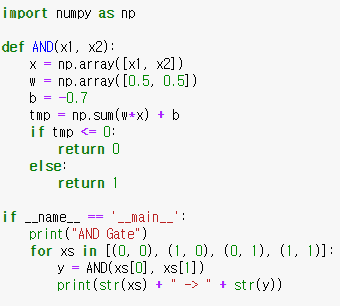 import numpy as np

def AND(x1, x2):
    x = np.array([x1, x2])
    w = np.array([0.5, 0.5])
    b = -0.7
    tmp = np.sum(w*x) + b
    if tmp <= 0:
        return 0
    else:
        return 1

if __name__ == '__main__':
    print("AND Gate")
    for xs in [(0, 0), (1, 0), (0, 1), (1, 1)]:
        y = AND(xs[0], xs[1])
        print(str(xs) + " -> " + str(y))